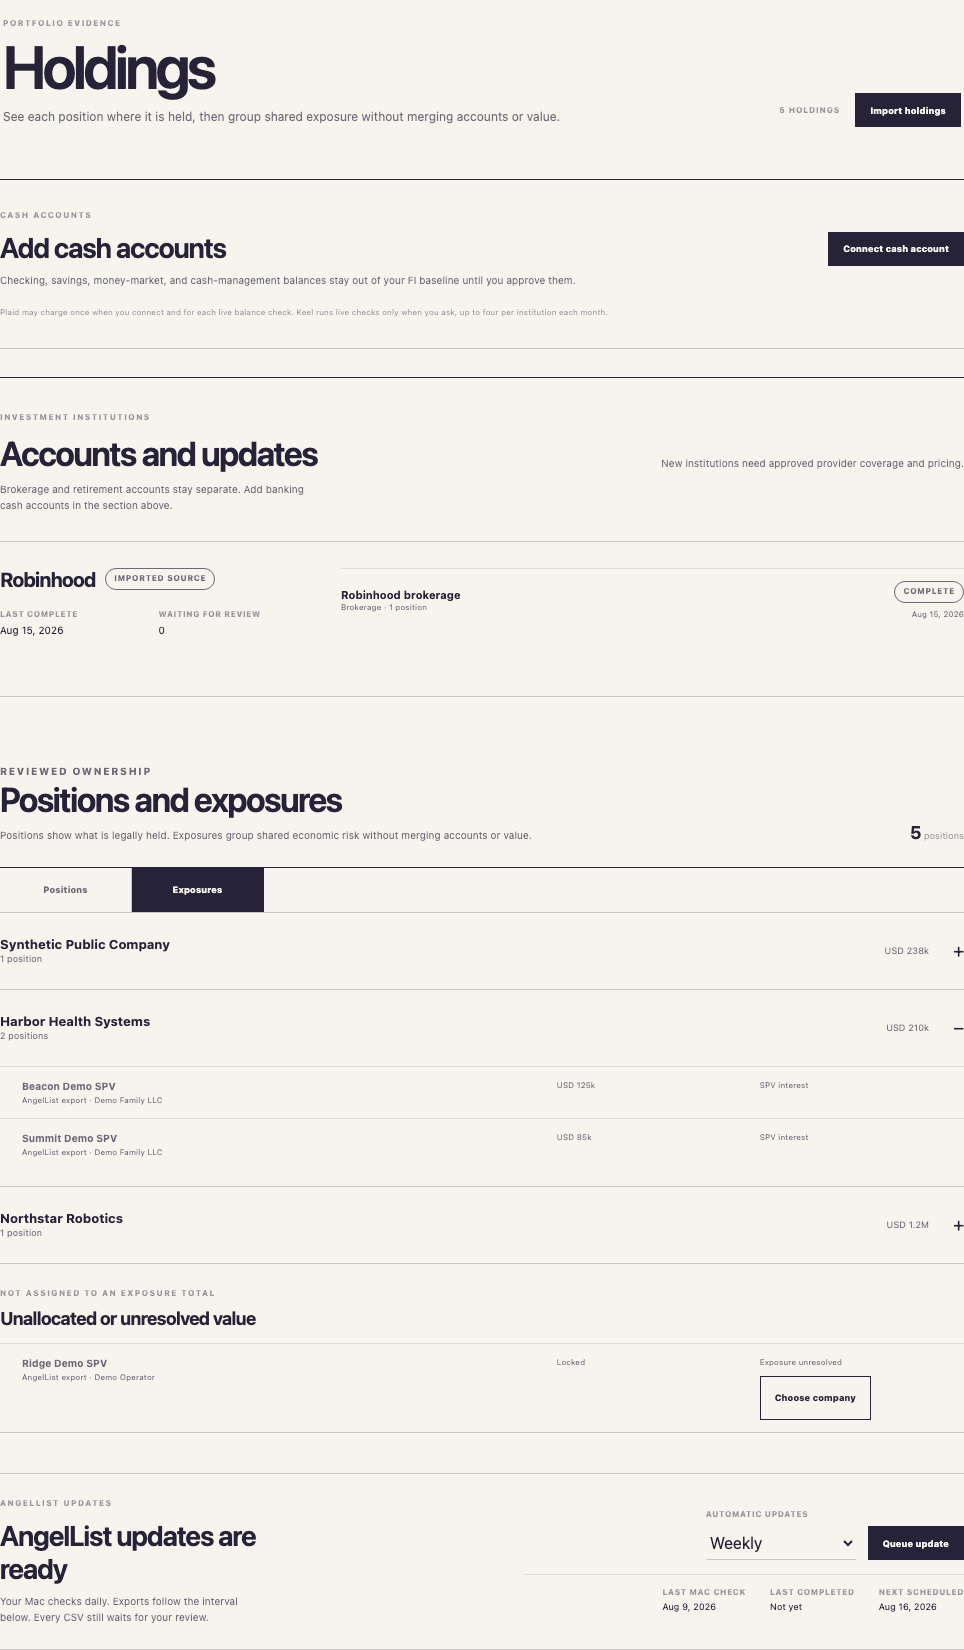 PORTFOLIO EVIDENCE
Holdings
See each position where it is held, then group shared exposure without merging accounts or value.
5 HOLDINGS
Import holdings
CASH ACCOUNTS
Add cash accounts
Connect cash account
Checking, savings, money-market, and cash-management balances stay out of your FI baseline until you approve them.
Plaid may charge once when you connect and for each live balance check. Keel runs live checks only when you ask, up to four per institution each month.
INVESTMENT INSTITUTIONS
Accounts and updates
New institutions need approved provider coverage and pricing.
Brokerage and retirement accounts stay separate. Add banking
cash accounts in the section above.
Robinhood
IMPORTED SOURCE
LAST COMPLETE
WAITING FOR REVIEW
Aug 15, 2026
0
Robinhood brokerage
Brokerage · 1 position
COMPLETE
Aug 15, 2026
REVIEWED OWNERSHIP
Positions and exposures
Positions show what is legally held. Exposures group shared economic risk without merging accounts or value.
5 positions
Positions
Exposures
Synthetic Public Company
1 position
USD 238k
+
Harbor Health Systems
2 positions
USD 210k
−
Beacon Demo SPV
AngelList export · Demo Family LLC
USD 125k
SPV interest
Summit Demo SPV
AngelList export · Demo Family LLC
USD 85k
SPV interest
Northstar Robotics
1 position
USD 1.2M
+
NOT ASSIGNED TO AN EXPOSURE TOTAL
Unallocated or unresolved value
Ridge Demo SPV
AngelList export · Demo Operator
Locked
Exposure unresolved
Choose company
ANGELLIST UPDATES
AngelList updates are
ready
Your Mac checks daily. Exports follow the interval
below. Every CSV still waits for your review.
AUTOMATIC UPDATES
Weekly
Queue update
LAST MAC CHECK
LAST COMPLETED
NEXT SCHEDULED
Aug 9, 2026
Not yet
Aug 16, 2026